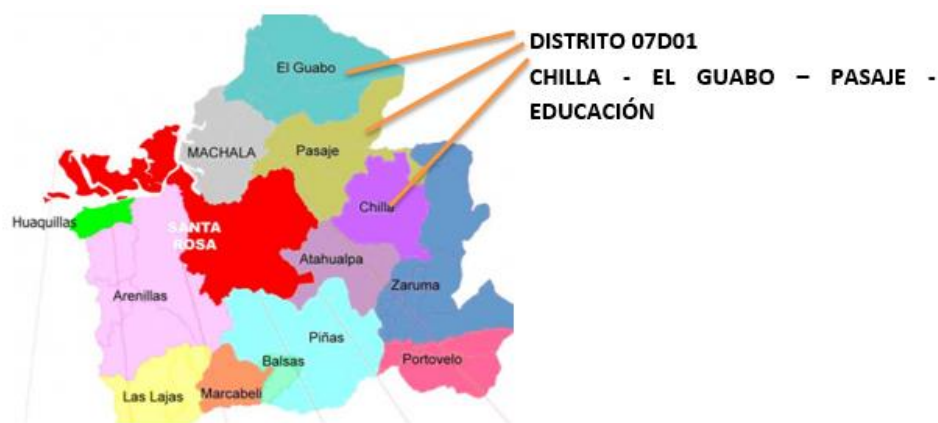 El Guabo
DISTRITO 07D01
CHILLA - EL GUABO – PASAJE -
EDUCACIÓN
MACHALA
Pasaje
Huaquillas
SANTA
ROSA
Chilla
Atahualpa
Arenillas
Zaruma
Piñas
Balsas
Portovelo
Las Lajas
Marcabeli